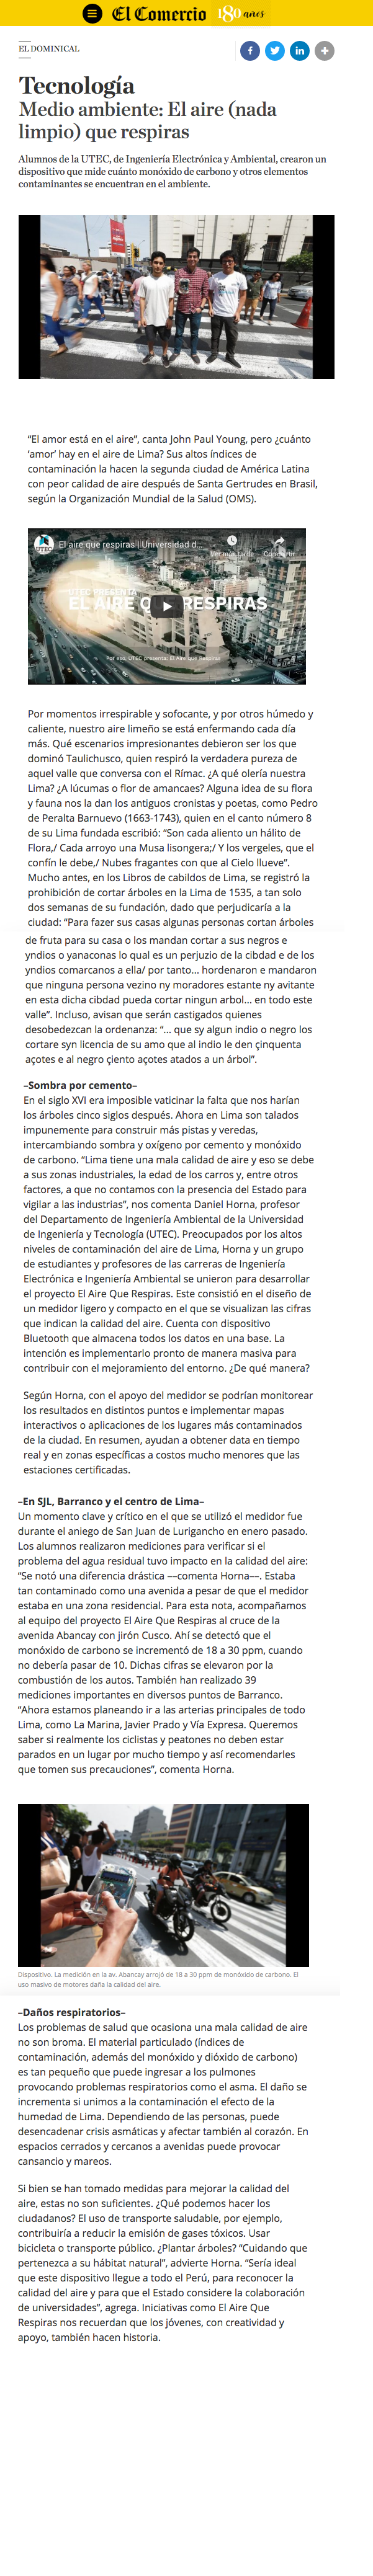 El Comercio 180 años
EL DOMINICAL
Tecnología
Medio ambiente: El aire (nada
limpio) que respiras
Alumnos de la UTEC, de Ingeniería Electrónica y Ambiental, crearon un
dispositivo que mide cuánto monóxido de carbono y otros elementos
contaminantes se encuentran en el ambiente.
“El amor está en el aire”, canta John Paul Young, pero ¿cuánto
‘amor’ hay en el aire de Lima? Sus altos índices de
contaminación la hacen la segunda ciudad de América Latina
con peor calidad de aire después de Santa Gertrudes en Brasil,
según la Organización Mundial de la Salud (OMS).
UTEC
El aire que respiras | Universidad d...
Ver más tarde
Compartir
UTEC PRESENTA
EL AIRE QUE RESPIRAS
Por eso, UTEC presenta: El Aire que Respiras
Por momentos irrespirable y sofocante, y por otros húmedo y
caliente, nuestro aire limeño se está enfermando cada día
más. Qué escenarios impresionantes debieron ser los que
dominó Taulichusco, quien respiró la verdadera pureza de
aquel valle que conversa con el Rímac. ¿A qué olería nuestra
Lima? ¿A lúcumas o flor de amancaes? Alguna idea de su flora
y fauna nos la dan los antiguos cronistas y poetas, como Pedro
de Peralta Barnuevo (1663-1743), quien en el canto número 8
de su Lima fundada escribió: “Son cada aliento un hálito de
Flora,/ Cada arroyo una Musa lisongera;/ Y los vergeles, que el
confín le debe,/ Nubes fragantes con que al Cielo llueve”.
Mucho antes, en los Libros de cabildos de Lima, se registró la
prohibición de cortar árboles en la Lima de 1535, a tan solo
dos semanas de su fundación, dado que perjudicaría a la
ciudad: “Para fazer sus casas algunas personas cortan árboles
de fruta para su casa o los mandan cortar a sus negros e
yndios o yanaconas lo qual es un perjuzio de la cibdad e de los
yndios comarcanos a ella/ por tanto... hordenaron e mandaron
que ninguna persona vezino ny moradores estante ny avitante
en esta dicha cibdad pueda cortar ningun arbol... en todo este
valle”. Incluso, avisan que serán castigados quienes
desobedezcan la ordenanza: “... que sy algun indio o negro los
cortare syn licencia de su amo que al indio le den çinquenta
açotes e al negro çiento açotes atados a un árbol”.
–Sombra por cemento–
En el siglo XVI era imposible vaticinar la falta que nos harían
los árboles cinco siglos después. Ahora en Lima son talados
impunemente para construir más pistas y veredas,
intercambiando sombra y oxígeno por cemento y monóxido
de carbono. “Lima tiene una mala calidad de aire y eso se debe
a sus zonas industriales, la edad de los carros y, entre otros
factores, a que no contamos con la presencia del Estado para
vigilar a las industrias”, nos comenta Daniel Horna, profesor
del Departamento de Ingeniería Ambiental de la Universidad
de Ingeniería y Tecnología (UTEC). Preocupados por los altos
niveles de contaminación del aire de Lima, Horna y un grupo
de estudiantes y profesores de las carreras de Ingeniería
Electrónica e Ingeniería Ambiental se unieron para desarrollar
el proyecto El Aire Que Respiras. Este consistió en el diseño de
un medidor ligero y compacto en el que se visualizan las cifras
que indican la calidad del aire. Cuenta con dispositivo
Bluetooth que almacena todos los datos en una base. La
intención es implementarlo pronto de manera masiva para
contribuir con el mejoramiento del entorno. ¿De qué manera?
Según Horna, con el apoyo del medidor se podrían monitorear
los resultados en distintos puntos e implementar mapas
interactivos o aplicaciones de los lugares más contaminados
de la ciudad. En resumen, ayudan a obtener data en tiempo
real y en zonas específicas a costos mucho menores que las
estaciones certificadas.
–En SJL, Barranco y el centro de Lima–
Un momento clave y crítico en el que se utilizó el medidor fue
durante el aniego de San Juan de Lurigancho en enero pasado.
Los alumnos realizaron mediciones para verificar si el
problema del agua residual tuvo impacto en la calidad del aire:
“Se notó una diferencia drástica ––comenta Horna––. Estaba
tan contaminado como una avenida a pesar de que el medidor
estaba en una zona residencial. Para esta nota, acompañamos
al equipo del proyecto El Aire Que Respiras al cruce de la
avenida Abancay con jirón Cusco. Ahí se detectó que el
monóxido de carbono se incrementó de 18 a 30 ppm, cuando
no debería pasar de 10. Dichas cifras se elevaron por la
combustión de los autos. También han realizado 39
mediciones importantes en diversos puntos de Barranco.
“Ahora estamos planeando ir a las arterias principales de todo
Lima, como La Marina, Javier Prado y Vía Expresa. Queremos
saber si realmente los ciclistas y peatones no deben estar
parados en un lugar por mucho tiempo y así recomendarles
que tomen sus precauciones”, comenta Horna.
Dispositivo. La medición en la av. Abancay arrojó de 18 a 30 ppm de monóxido de carbono. El
uso masivo de motores daña la calidad del aire.
–Daños respiratorios–
Los problemas de salud que ocasiona una mala calidad de aire
no son broma. El material particulado (índices de
contaminación, además del monóxido y dióxido de carbono)
es tan pequeño que puede ingresar a los pulmones
provocando problemas respiratorios como el asma. El daño se
incrementa si unimos a la contaminación el efecto de la
humedad de Lima. Dependiendo de las personas, puede
desencadenar crisis asmáticas y afectar también al corazón. En
espacios cerrados y cercanos a avenidas puede provocar
cansancio y mareos.
Si bien se han tomado medidas para mejorar la calidad del
aire, estas no son suficientes. ¿Qué podemos hacer los
ciudadanos? El uso de transporte saludable, por ejemplo,
contribuiría a reducir la emisión de gases tóxicos. Usar
bicicleta o transporte público. ¿Plantar árboles? “Cuidando que
pertenezca a su hábitat natural”, advierte Horna. “Sería ideal
que este dispositivo llegue a todo el Perú, para reconocer la
calidad del aire y para que el Estado considere la colaboración
de universidades”, agrega. Iniciativas como El Aire Que
Respiras nos recuerdan que los jóvenes, con creatividad y
apoyo, también hacen historia.